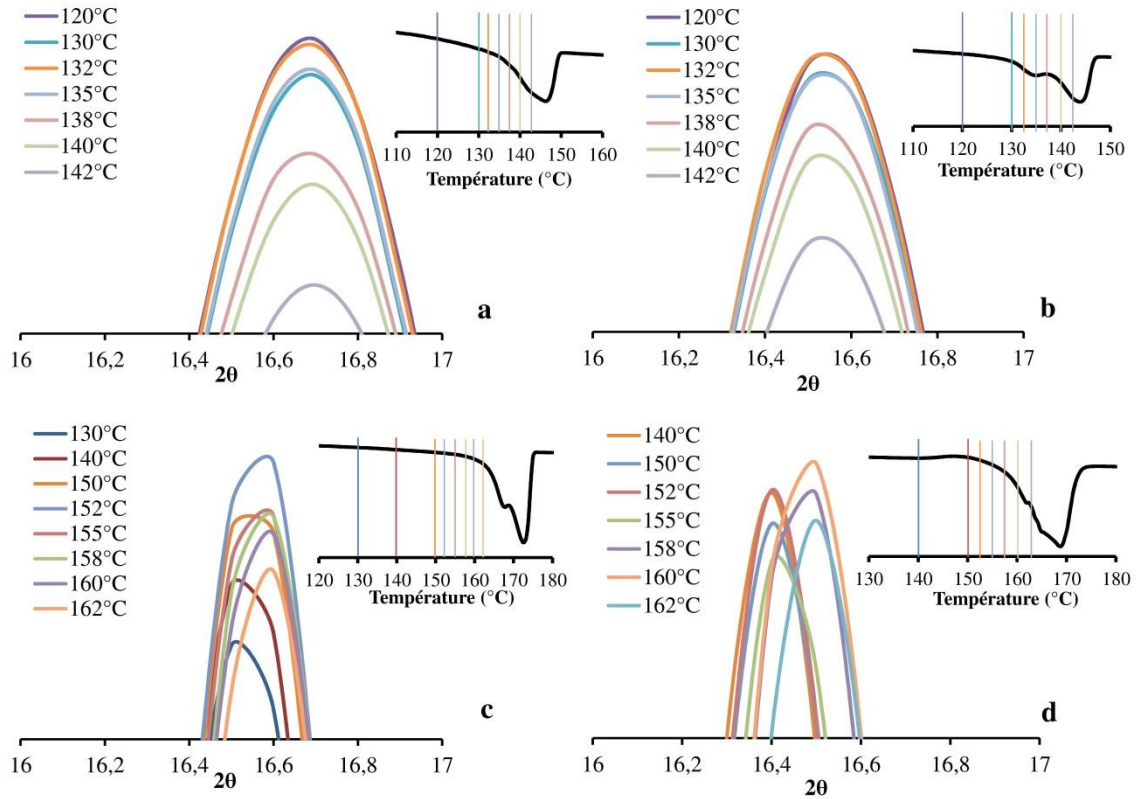 120°C
130°C
132°C
135°C
138°C
140°C
142°C
110 120 130 140 150 160
Température (°C)
a
16 16,2 16,4 16,6 16,8 17
2θ
120°C
130°C
132°C
135°C
138°C
140°C
142°C
110 120 130 140 150
Température (°C)
b
16 16,2 16,4 16,6 16,8 17
2θ
130°C
140°C
150°C
152°C
155°C
158°C
160°C
162°C
120 130 140 150 160 170 180
Température (°C)
c
16 16,2 16,4 16,6 16,8 17
2θ
140°C
150°C
152°C
155°C
158°C
160°C
162°C
130 140 150 160 170 180
Température (°C)
d
16 16,2 16,4 16,6 16,8 17
2θ